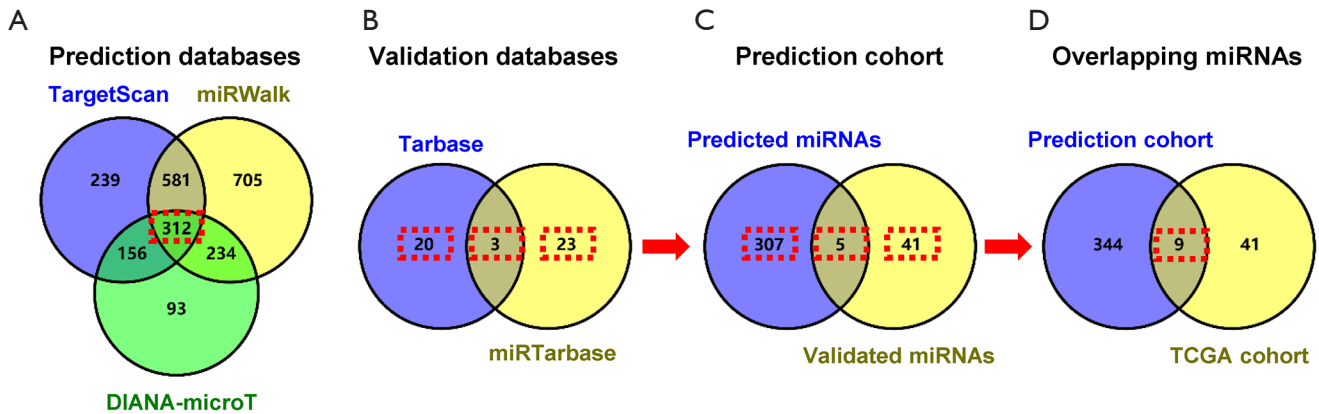 A
Prediction databases
TargetScan
miRWalk
239
581
705
312
156
234
93
DIANA-microT
B
Validation databases
Tarbase
20
3
23
miRTarbase
C
Prediction cohort
Predicted miRNAs
307
5
41
Validated miRNAs
D
Overlapping miRNAs
Prediction cohort
344
9
41
TCGA cohort